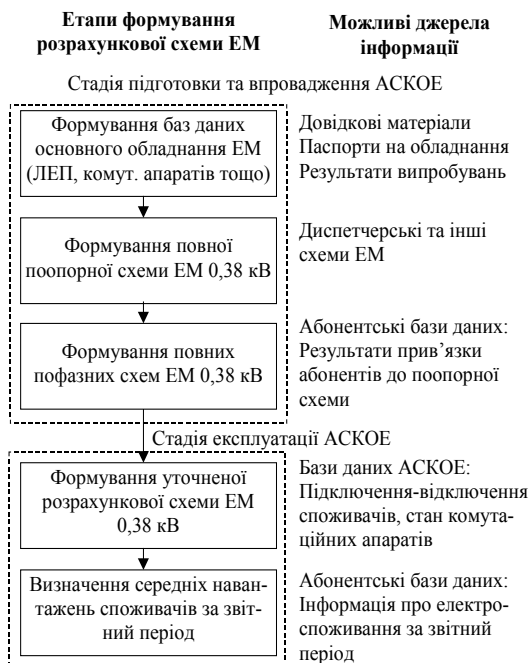 Етапи формування
розрахункової схеми ЕМ
Можливі джерела
інформації
Стадія підготовки та впровадження АСКОЕ
Формування баз даних
основного обладнання ЕМ
(ЛЕП, комут. апаратів тощо)
Довідкові матеріали
Паспорти на обладнання
Результати випробувань
Формування повної
поопорної схеми ЕМ 0,38 кВ
Диспетчерські та інші
схеми ЕМ
Формування повних
пофазних схем ЕМ 0,38 кВ
Абонентські бази даних:
Результати прив’язки
абонентів до поопорної
схеми
Стадія експлуатації АСКОЕ
Формування уточненої
розрахункової схеми ЕМ
0,38 кВ
Бази даних АСКОЕ:
Підключення-відключення
споживачів, стан комута-
ційних апаратів
Визначення середніх наван-
тажень споживачів за звіт-
ний період
Абонентські бази даних:
Інформація про електро-
споживання за звітний
період